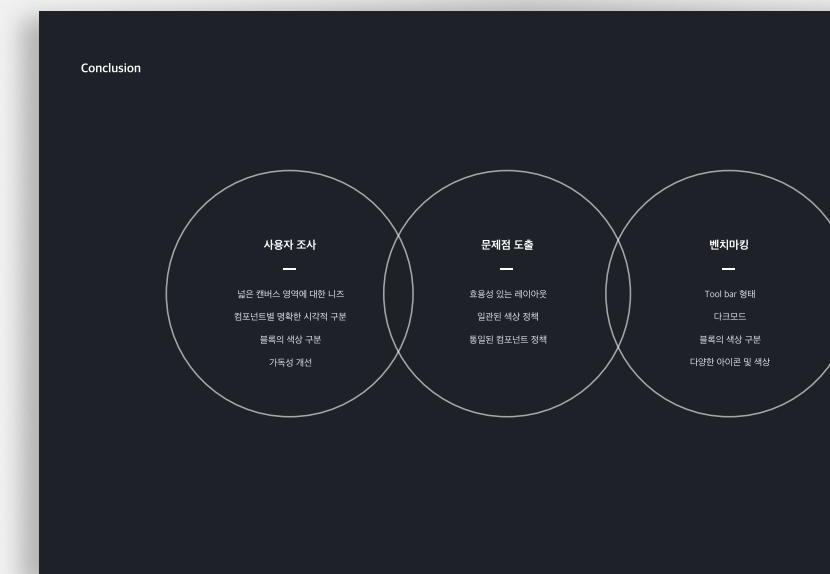 Conclusion
사용자 조사
넓은 캔버스 영역에 대한 니즈
컴포넌트별 명확한 시각적 구분
블록의 색상 구분
가독성 개선
문제점 도출
효용성 있는 레이아웃
일관된 색상 정책
통일된 컴포넌트 정책
벤치마킹
Tool bar 형태
다크모드
블록의 색상 구분
다양한 아이콘 및 색상